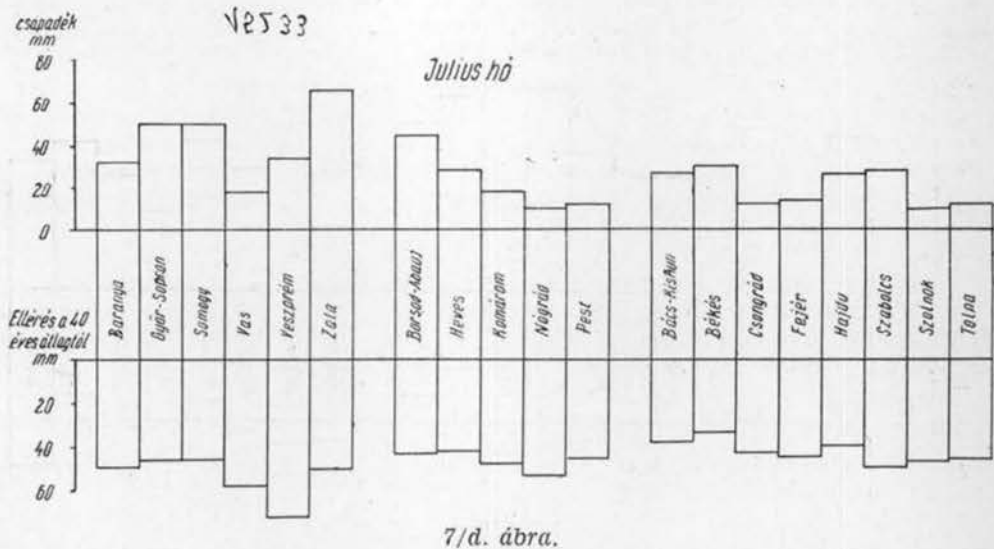 csapadék
mm
80
60
40
20
0
Julius hó
Baranya
Győr-Sopron
Somogy
Vas
Veszprém
Zala
Borsod-Abauj
Heves
Komárom
Nógrád
Pest
Bács-Kiskun
Békés
Csongrád
Fejér
Hajdu
Szabolcs
Szolnok
Tolna
Eltérés a 40
éves átlagtól
mm
20
40
60
7/d. ábra.